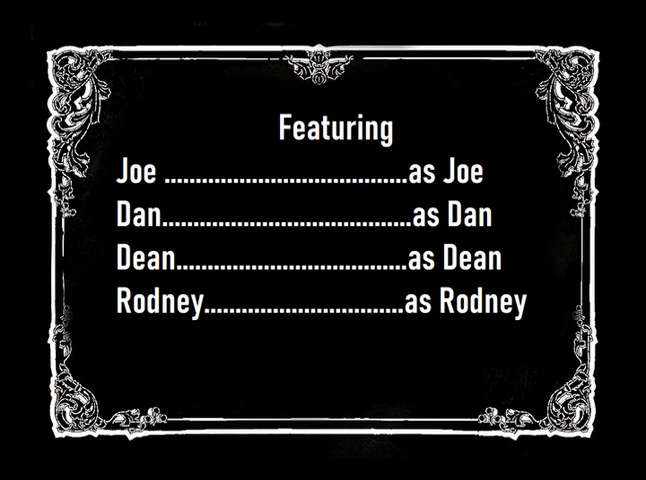 Featuring
Joe .......................................as Joe
Dan........................................as Dan
Dean.....................................as Dean
Rodney................................as Rodney